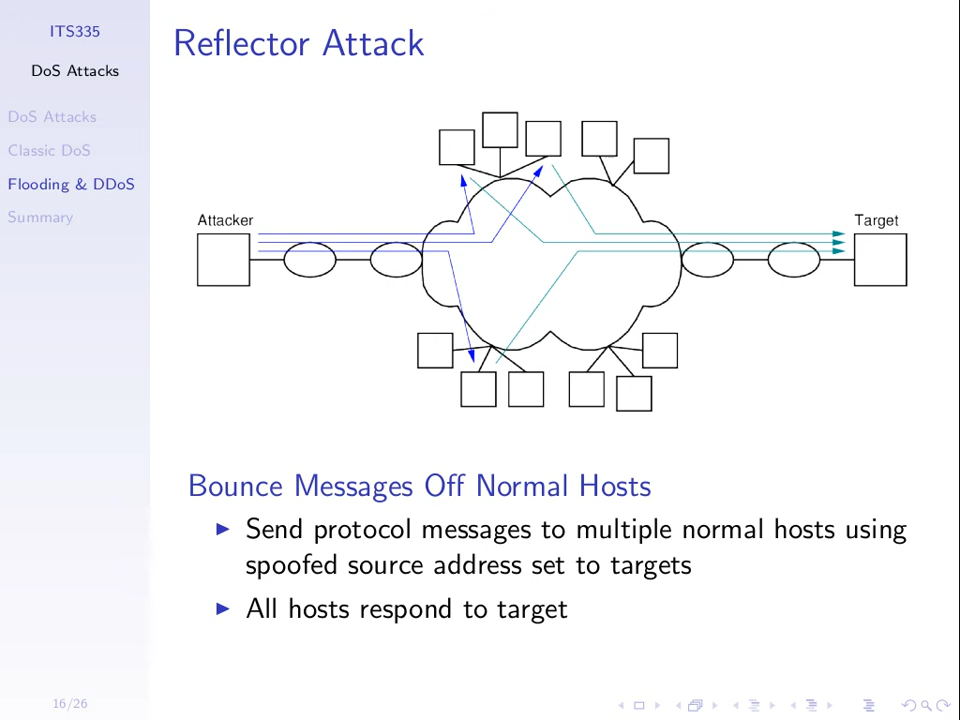 ITS335
DoS Attacks
DoS Attacks
Classic DoS
Flooding & DDoS
Summary
16/26
Reflector Attack
Attacker
Target
Bounce Messages Off Normal Hosts
Send protocol messages to multiple normal hosts using
spoofed source address set to targets
All hosts respond to target